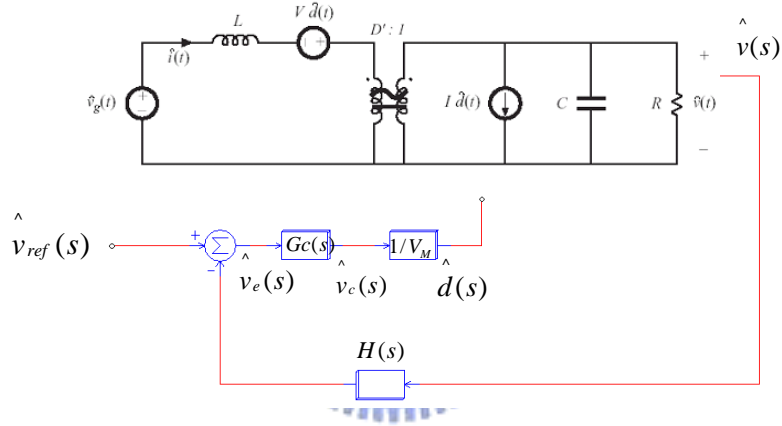 L
V d̂(t)
D' : 1
î(t)
v̂g(t)
+
−
I d̂(t)
C
R
v̂(t)
+
−
v̂(s)
v̂ref(s)
+
−
Σ
Gc(s)
1/VM
v̂e(s)
v̂c(s)
d̂(s)
H(s)